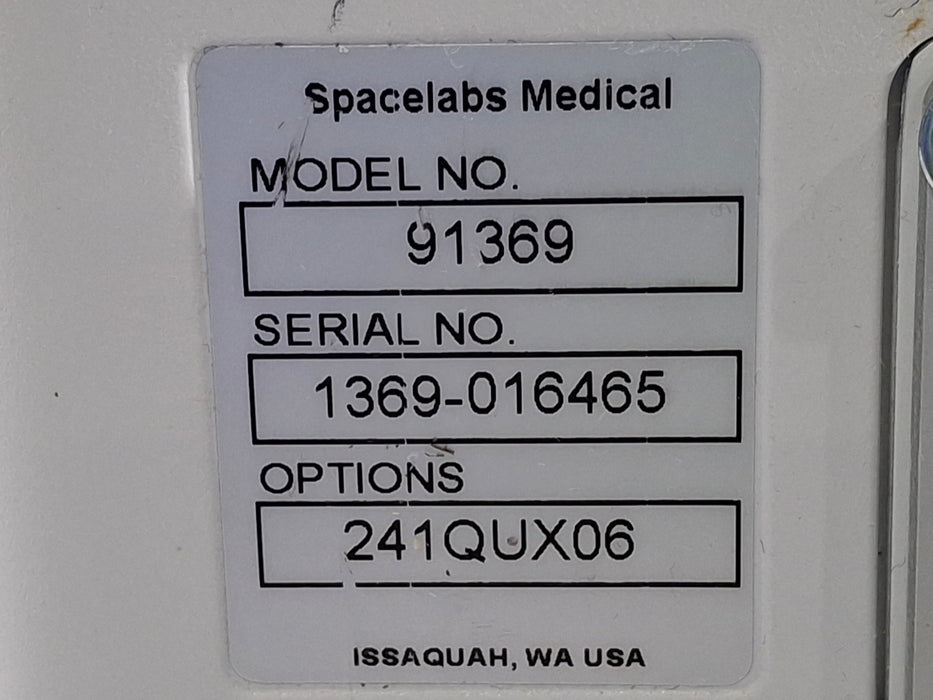 Spacelabs Medical
MODEL NO.
91369
SERIAL NO.
1369-016465
OPTIONS
241QUX06
ISSAQUAH, WA USA